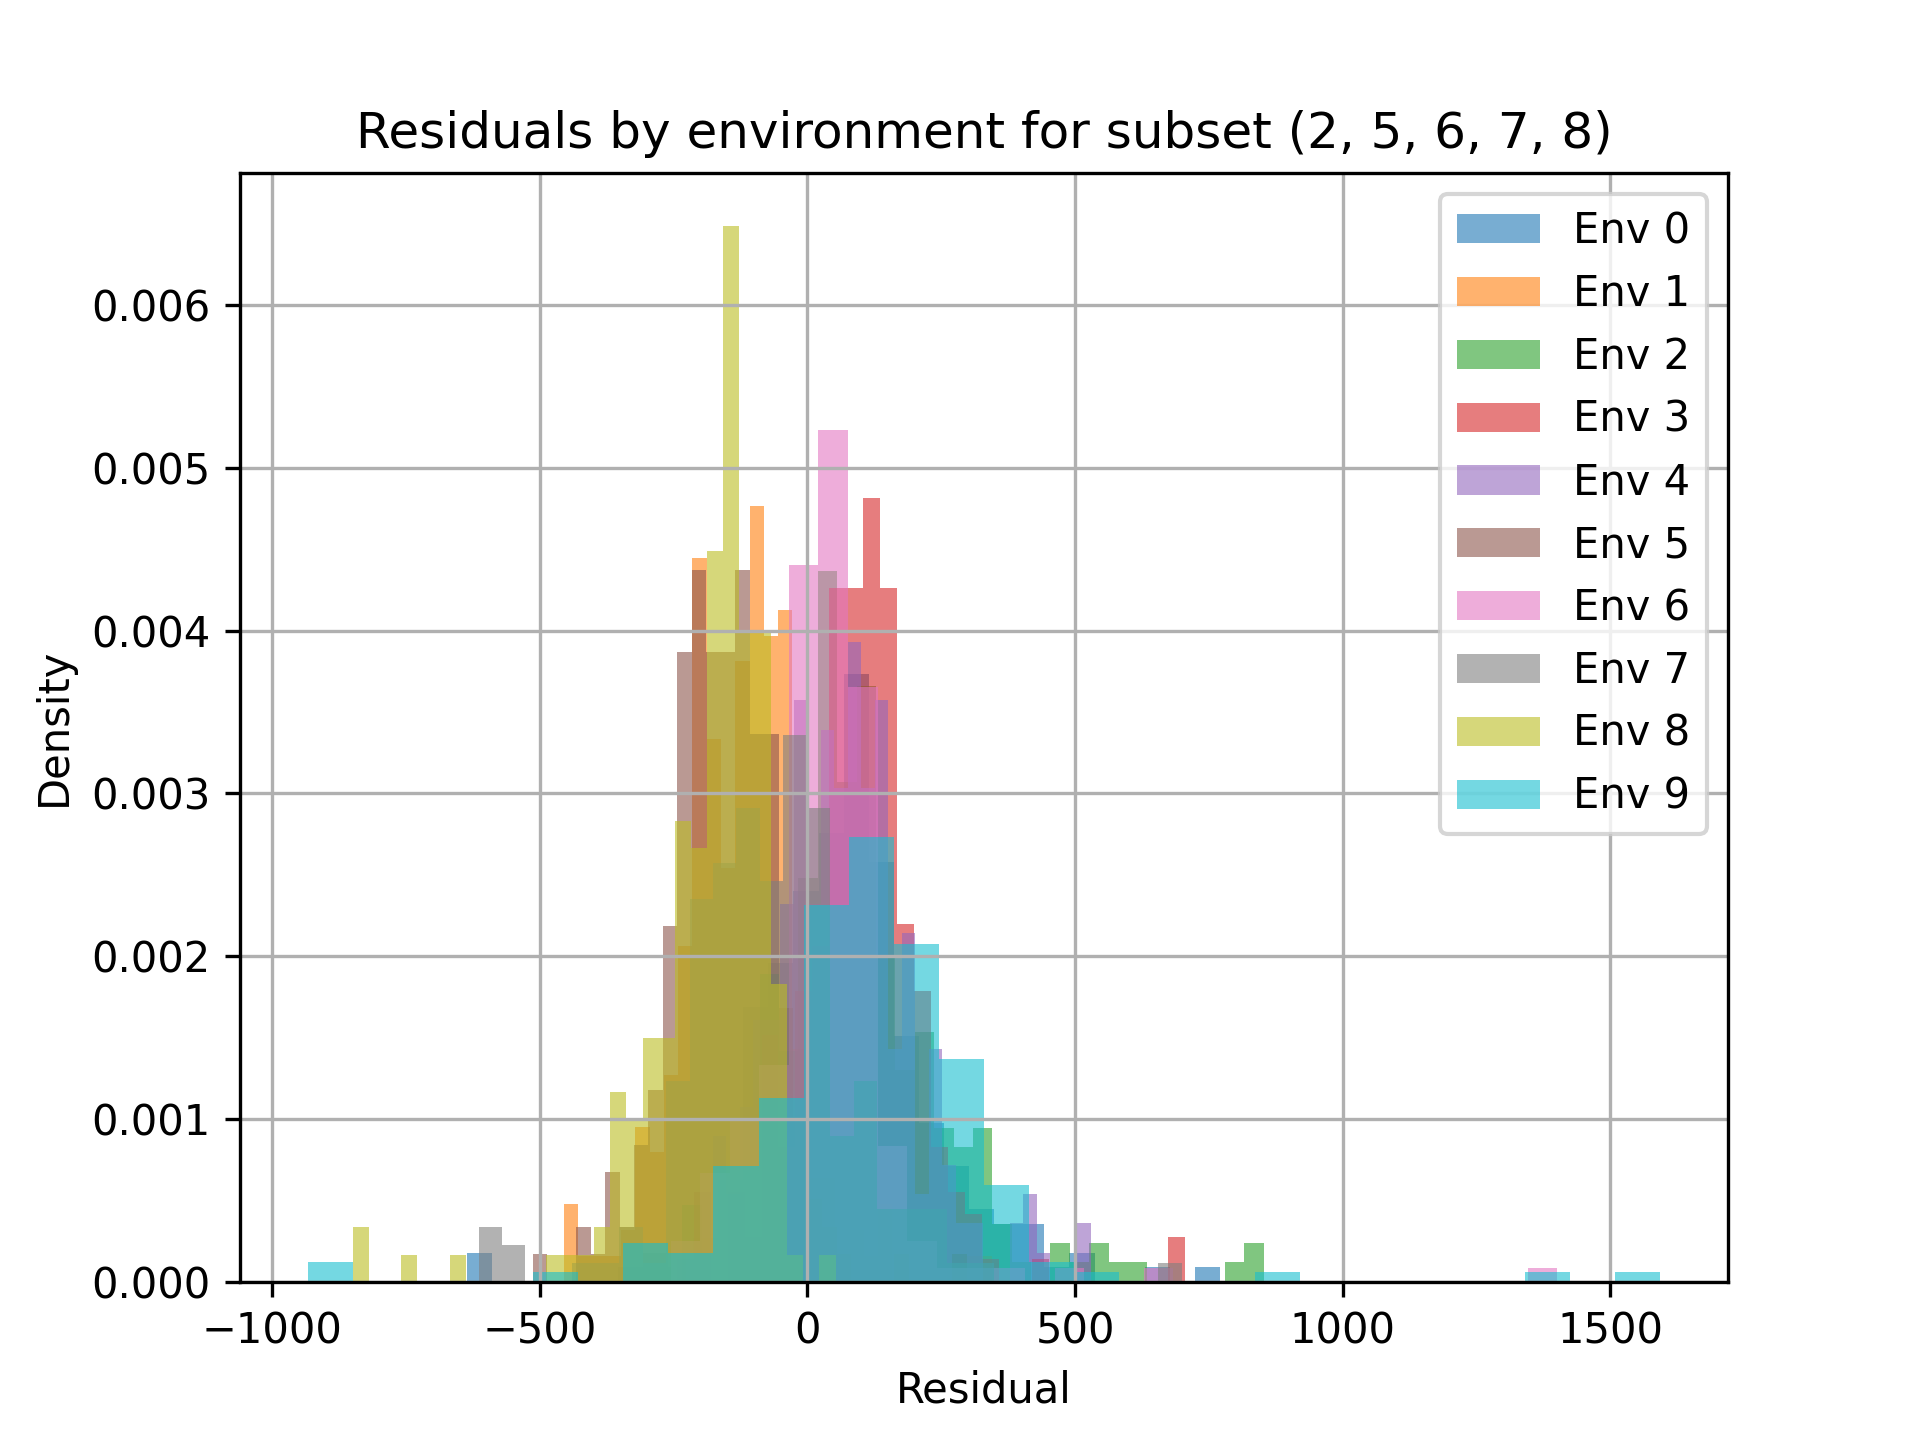 Residuals by environment for subset (2, 5, 6, 7, 8)
Env 0
Env 1
Env 2
Env 3
Env 4
Env 5
Env 6
Env 7
Env 8
Env 9
Density
0.006
0.005
0.004
0.003
0.002
0.001
0.000
−1000 −500 0 500 1000 1500
Residual